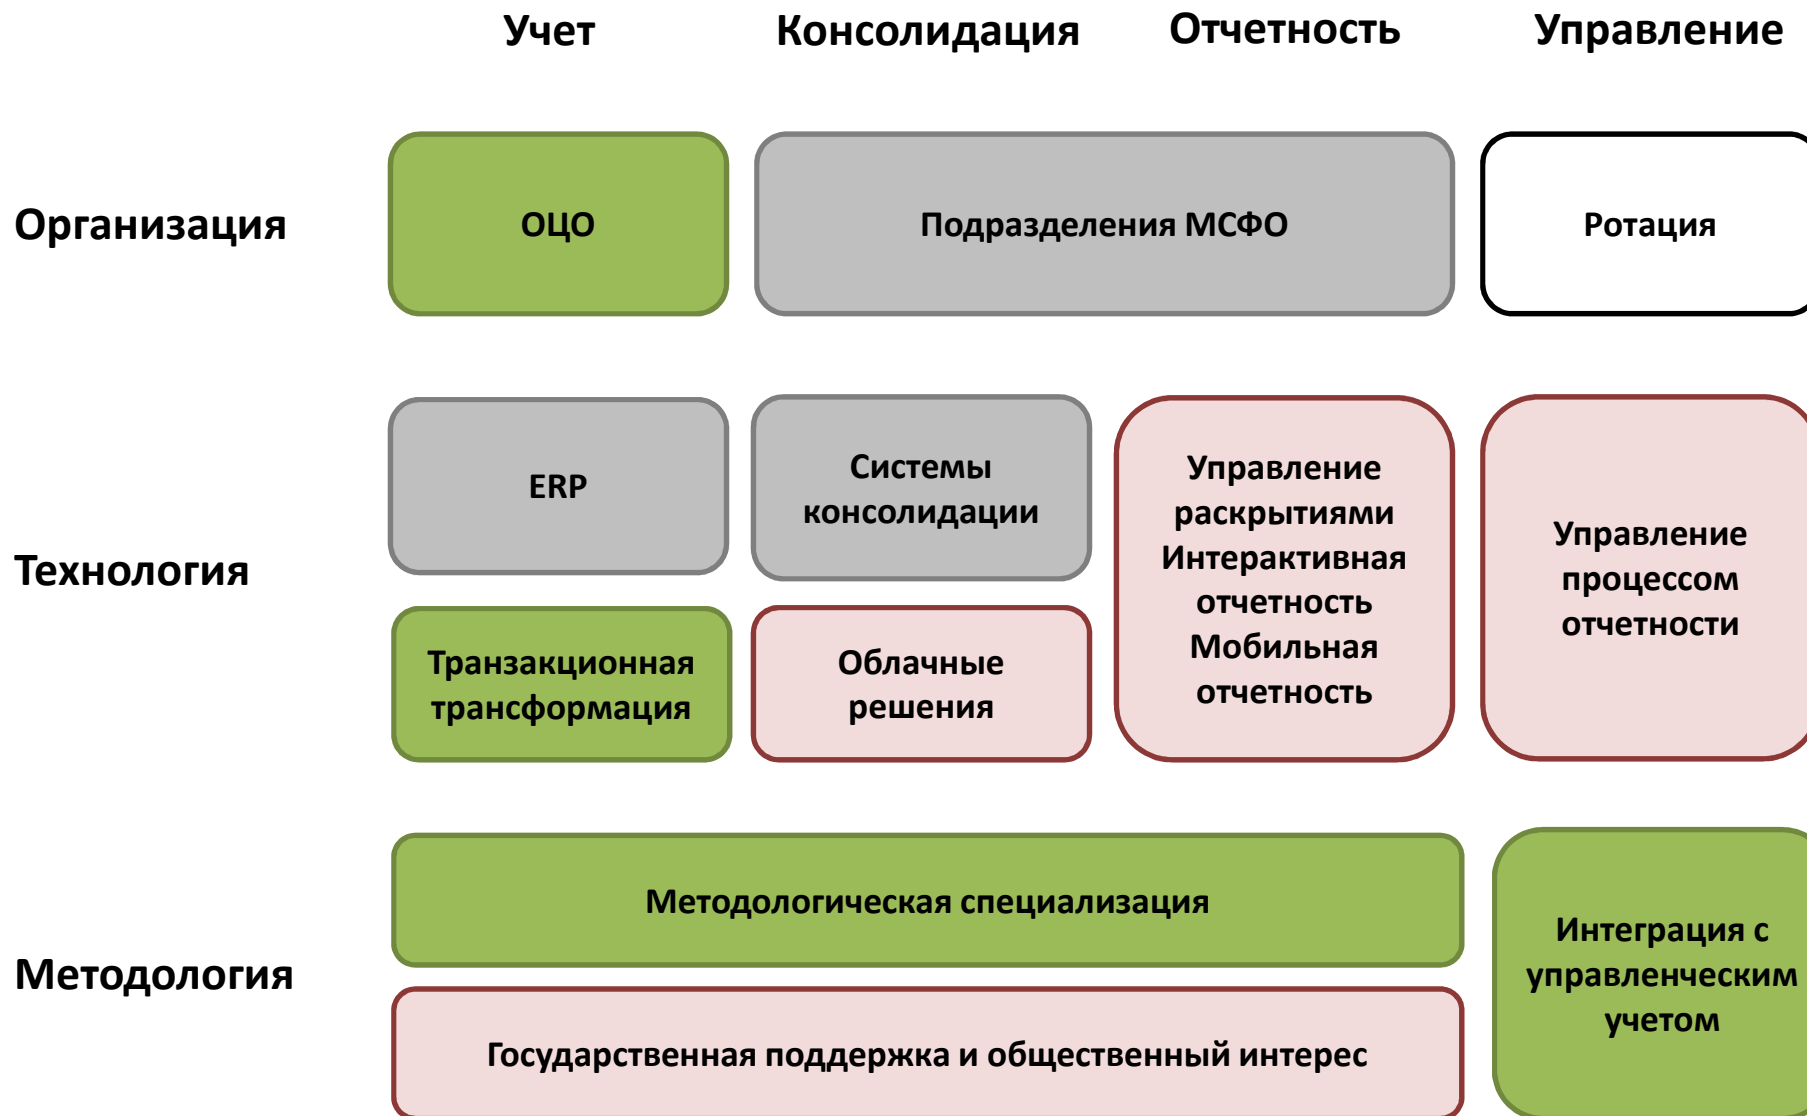 Учет
Консолидация
Отчетность
Управление
Организация
ОЦО
Подразделения МСФО
Ротация
Технология
ERP
Системы
консолидации
Транзакционная
трансформация
Облачные
решения
Управление
раскрытиями
Интерактивная
отчетность
Мобильная
отчетность
Управление
процессом
отчетности
Методология
Методологическая специализация
Государственная поддержка и общественный интерес
Интеграция с
управленческим
учетом